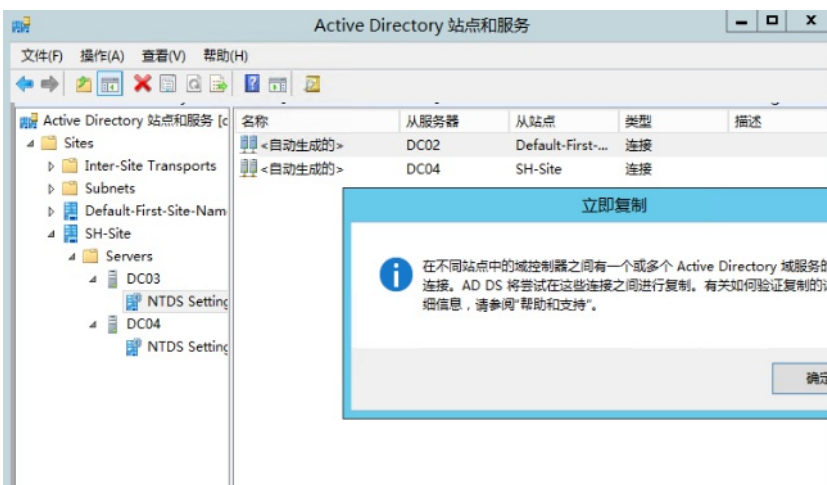 Active Directory 站点和服务
文件(F) 操作(A) 查看(V) 帮助(H)
Active Directory 站点和服务 [c
Sites
Inter-Site Transports
Subnets
Default-First-Site-Nam
SH-Site
Servers
DC03
NTDS Setting
DC04
NTDS Setting
名称 从服务器 从站点 类型 描述
<自动生成的> DC02 Default-First-... 连接
<自动生成的> DC04 SH-Site 连接
立即复制
在不同站点中的域控制器之间有一个或多个 Active Directory 域服务的
连接。AD DS 将尝试在这些连接之间进行复制。有关如何验证复制的
细信息，请参阅"帮助和支持"。
确定